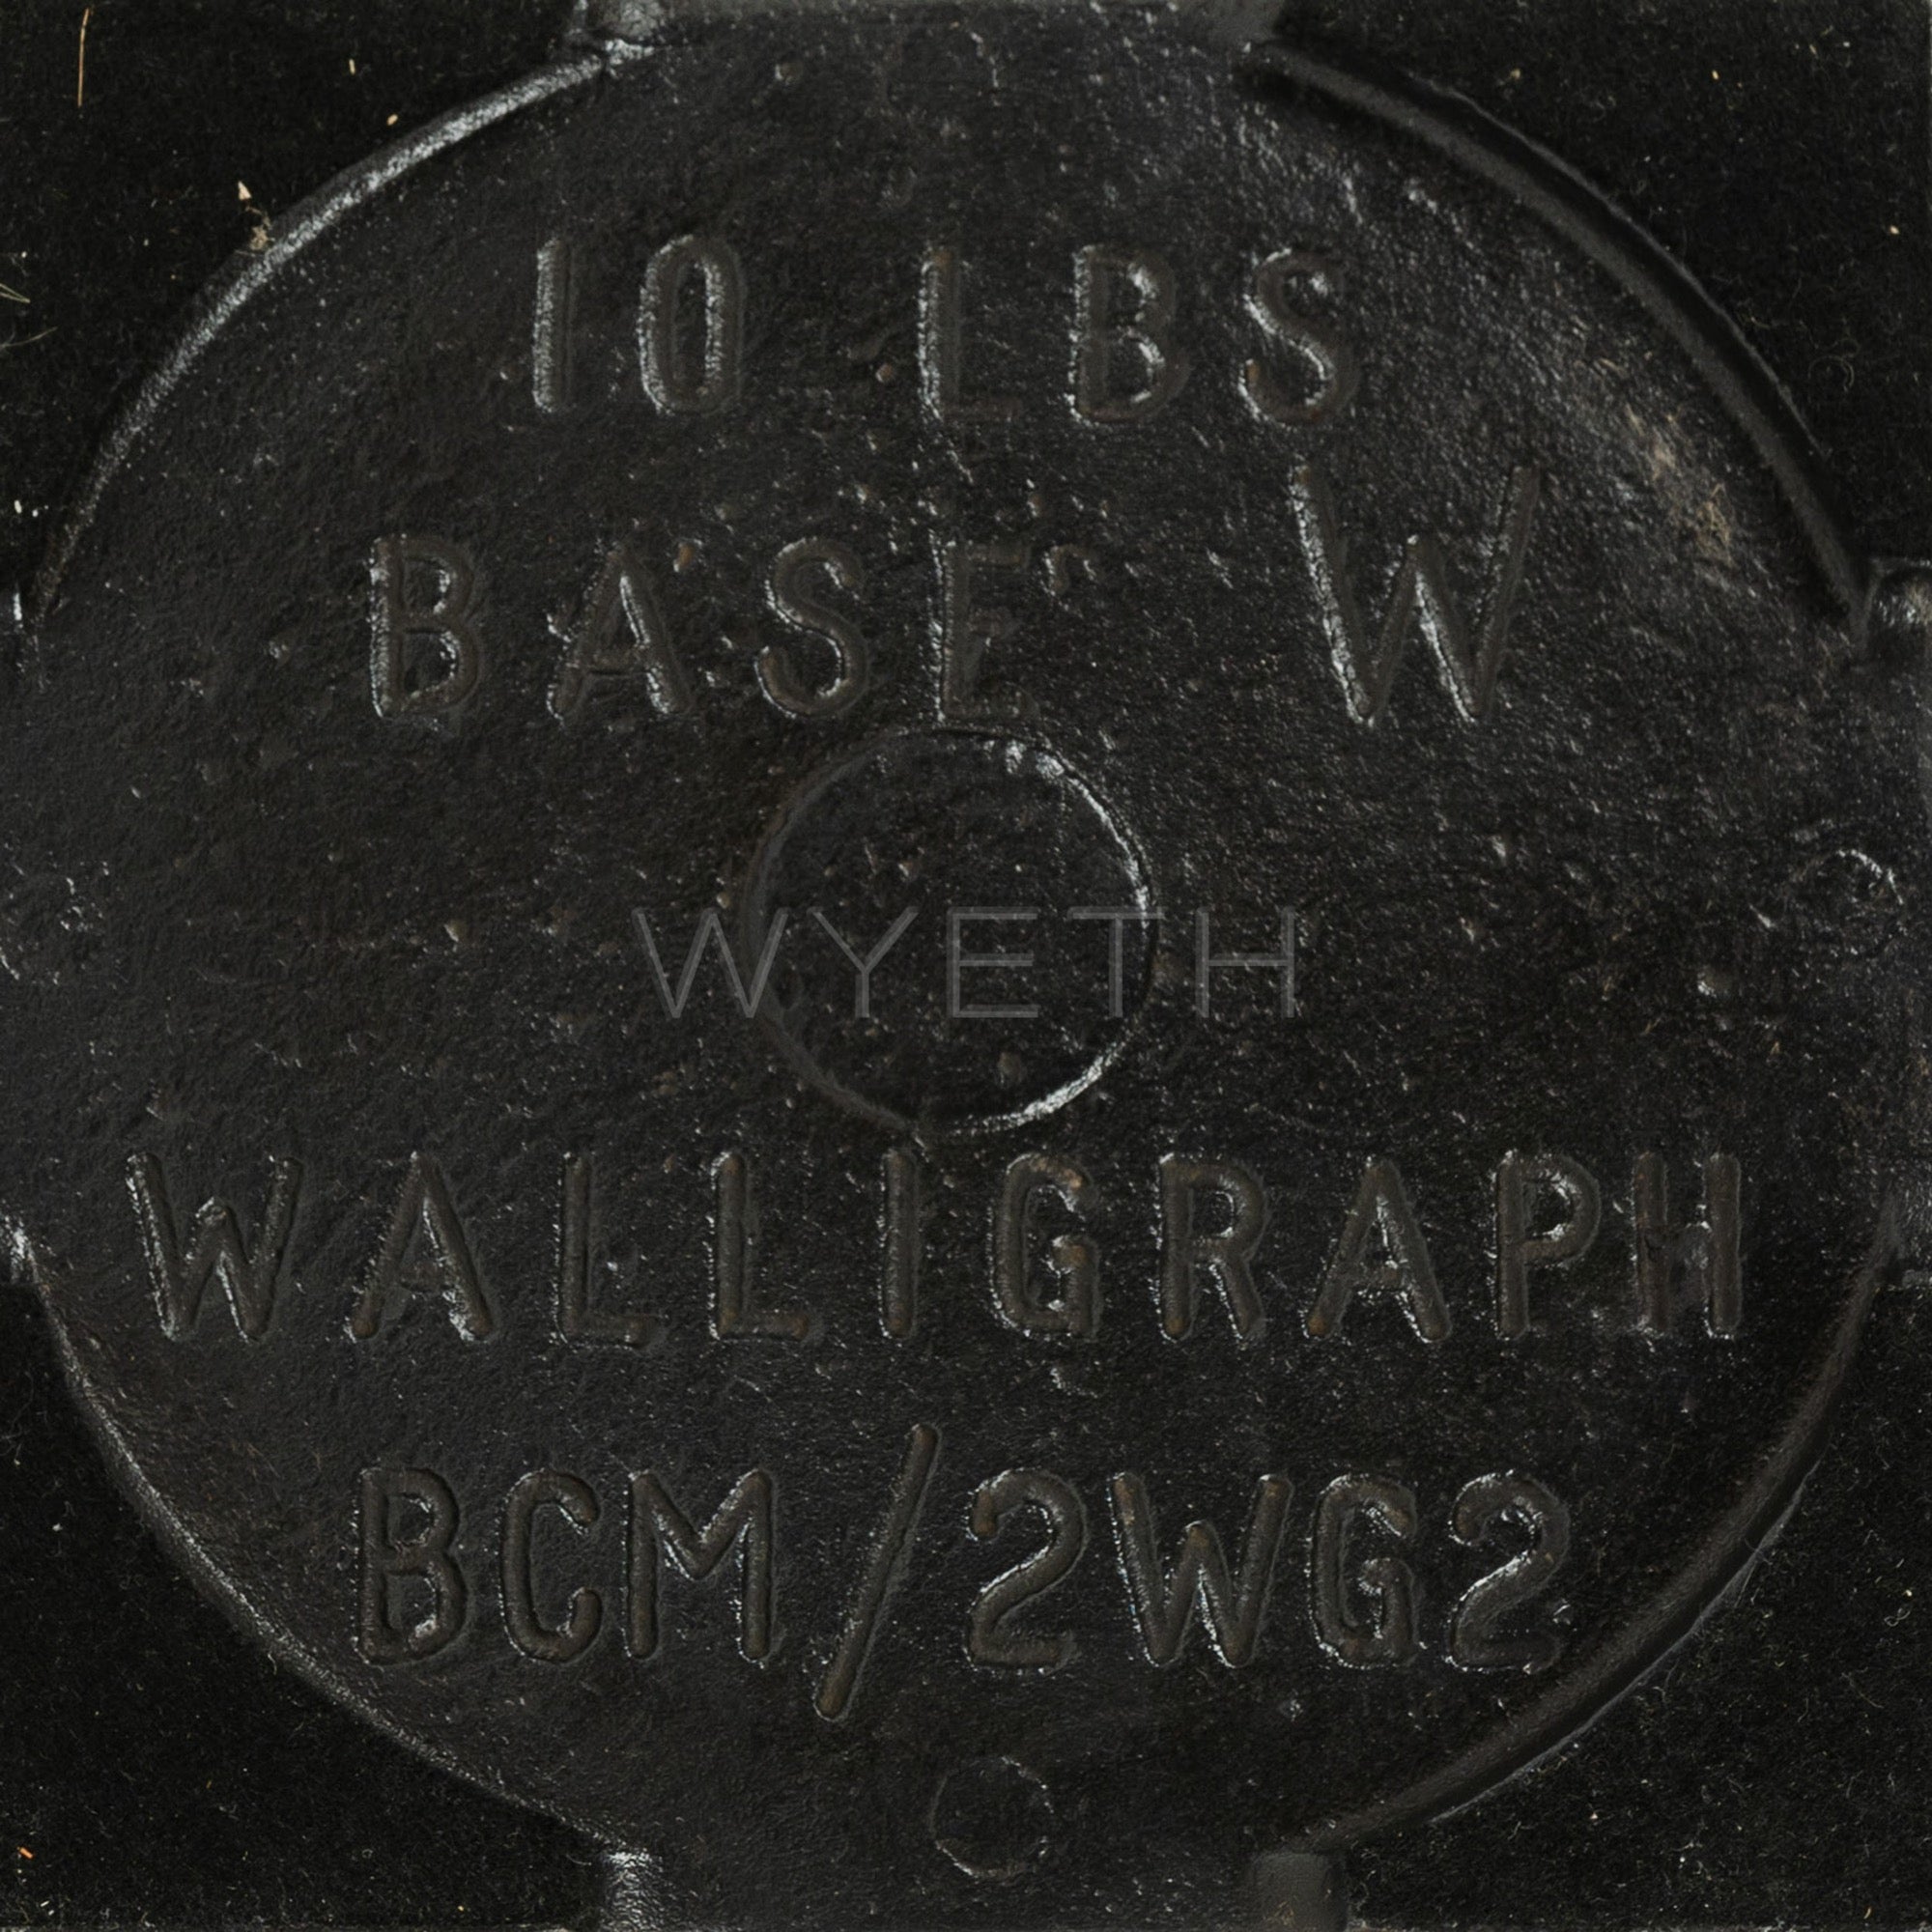 10 LBS
BASE W
WYETH
WALLIGRAPH
BCM/2WG2